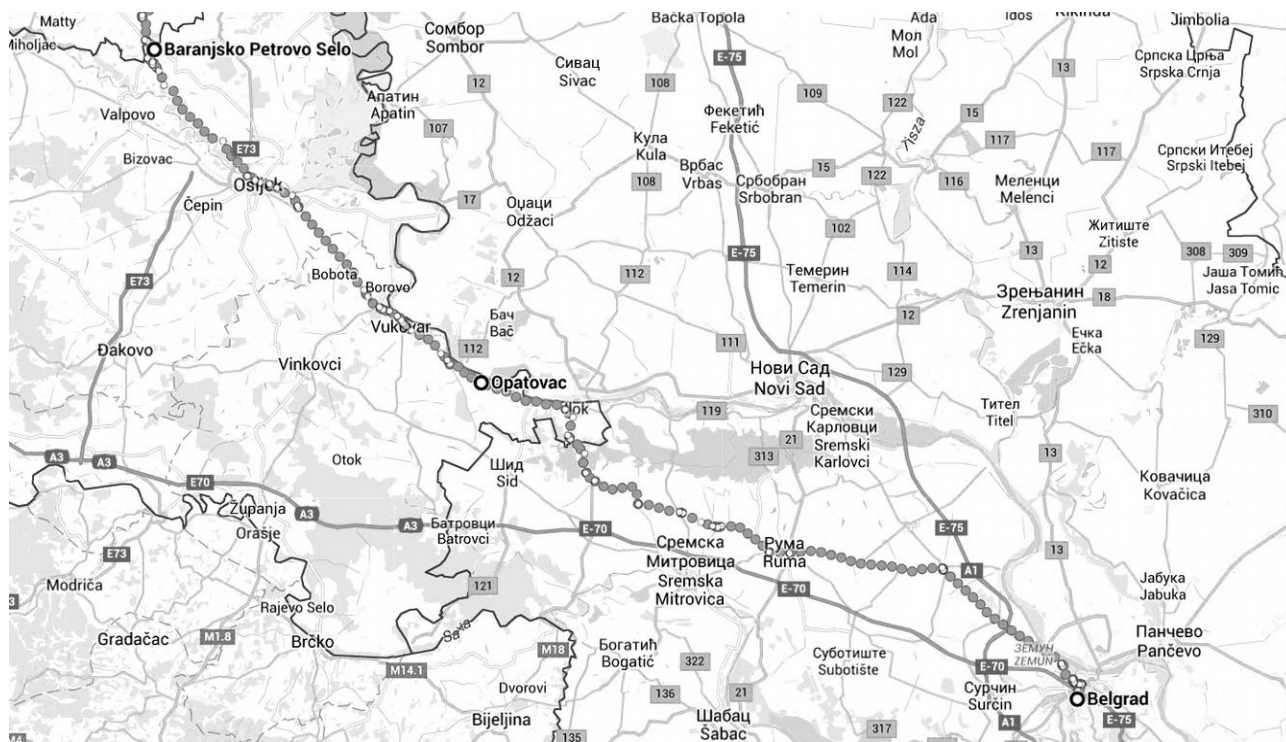 Matty
Miholjac
Baranjsko Petrovo Selo
Valpovo
Bizovac
E73
Osijek
Čepin
E73
Bobota
Borovo
Vukovar
Đakovo
Vinkovci
Opatovac
Сомбор
Sombor
12
Апатин
Apatin
107
17
Сивац
Sivac
108
Кула
Kula
108
Оџаци
Odžaci
12
112
Бач
Bač
112
Bačka Topola
E-75
Фекетић
Feketić
Врбас
Vrbas
Србобран
Srbobran
E-75
109
15
122
Ада
Ada
Мол
Mol
122
Tisza
15
117
116
13
Меленци
Melenci
13
117
Jimbolia
Српска Црња
Srpska Crnja
Српски Итебеј
Srpski Itebej
Житиште
Žitište
12
308
309
Јаша Томић
Jasa Tomic
102
Темерин
Temerin
114
12
Зрењанин
Zrenjanin
18
Ечка
Ečka
129
111
Нови Сад
Novi Sad
129
119
21
313
Сремски
Карловци
Sremski
Karlovci
Тител
Titel
13
310
Ковачица
Kovačica
Шид
Šid
Otok
A3
A3
E70
A3
A3
Županja
Orašje
E73
Modriča
Gradačac
M1.8
Rajevo Selo
Brčko
Батровци
Batrovci
121
E-70
Сремска
Митровица
Sremska
Mitrovica
Рума
Ruma
E-70
E-75
A1
13
Јабука
Jabuka
Панчево
Pančevo
ЗЕМУН
ZEMUN
E-70
Сурчин
Surčin
A1
Belgrad
E-75
Sava
M14.1
M18
Dvorovi
Bijeljina
135
Богатић
Bogatić
322
136
21
Шабац
Šabac
Суботиште
Subotište
317